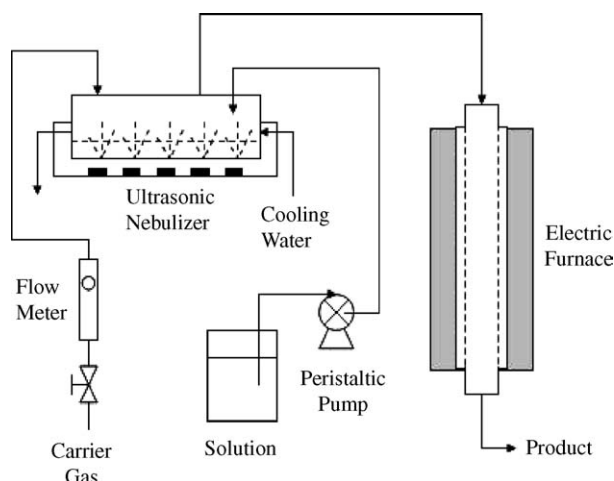 Ultrasonic
Nebulizer
Cooling
Water
Electric
Furnace
Flow
Meter
Peristaltic
Pump
Carrier
Gas
Solution
Product